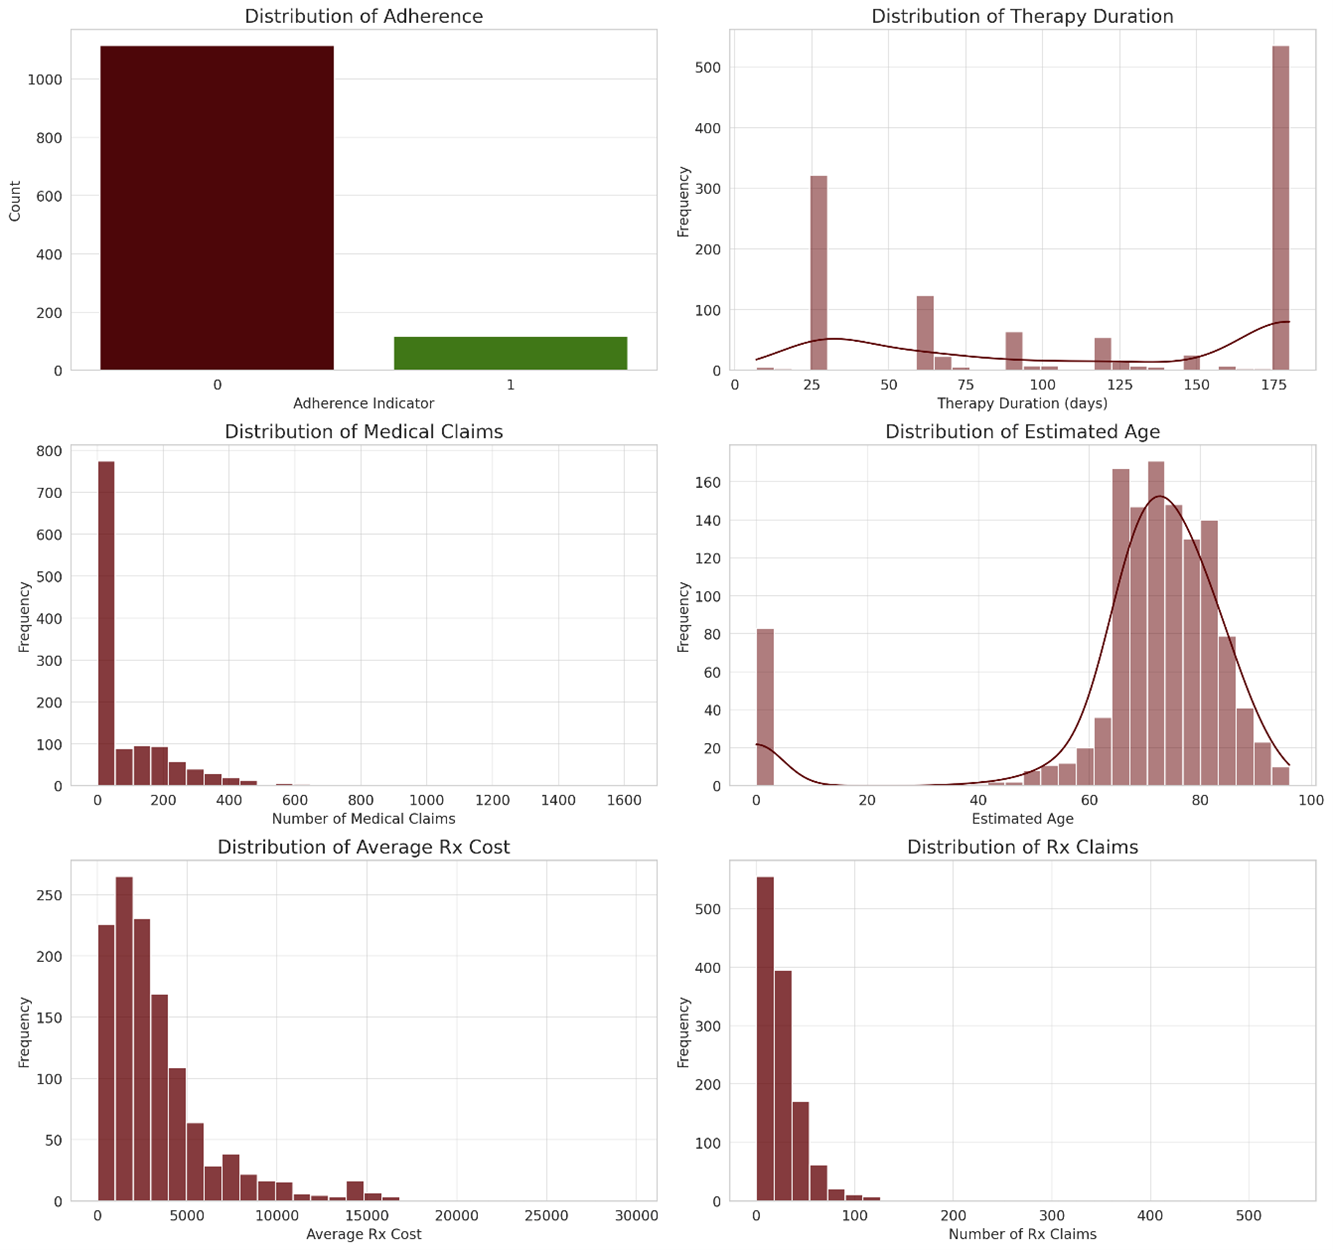 Distribution of Adherence
1000
800
600
400
200
0
Count
0 1
Adherence Indicator
Distribution of Therapy Duration
500
400
300
200
100
0
Frequency
0 25 50 75 100 125 150 175
Therapy Duration (days)
Distribution of Medical Claims
800
700
600
500
400
300
200
100
0
Frequency
0 200 400 600 800 1000 1200 1400 1600
Number of Medical Claims
Distribution of Estimated Age
160
140
120
100
80
60
40
20
0
Frequency
0 20 40 60 80 100
Estimated Age
Distribution of Average Rx Cost
250
200
150
100
50
0
Frequency
0 5000 10000 15000 20000 25000 30000
Average Rx Cost
Distribution of Rx Claims
500
400
300
200
100
0
Frequency
0 100 200 300 400 500
Number of Rx Claims